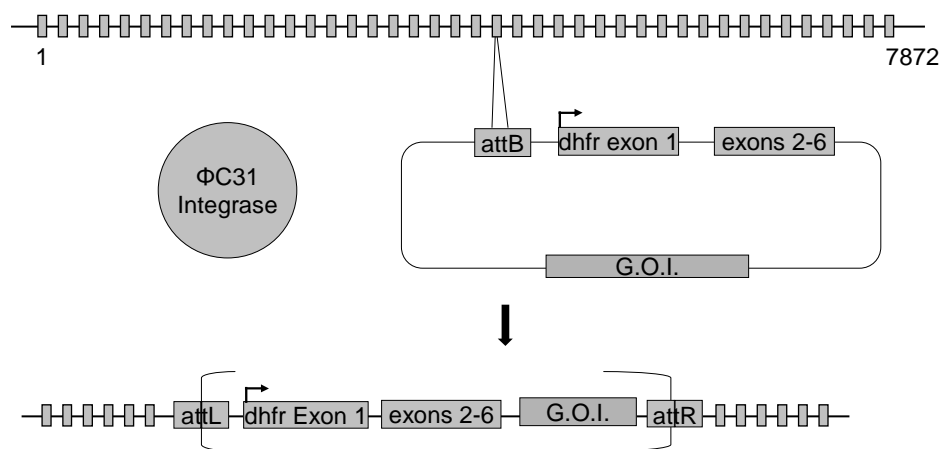 1
7872
attB
dhfr exon 1
exons 2-6
ΦC31
Integrase
G.O.I.
attL
dhfr Exon 1
exons 2-6
G.O.I.
attR